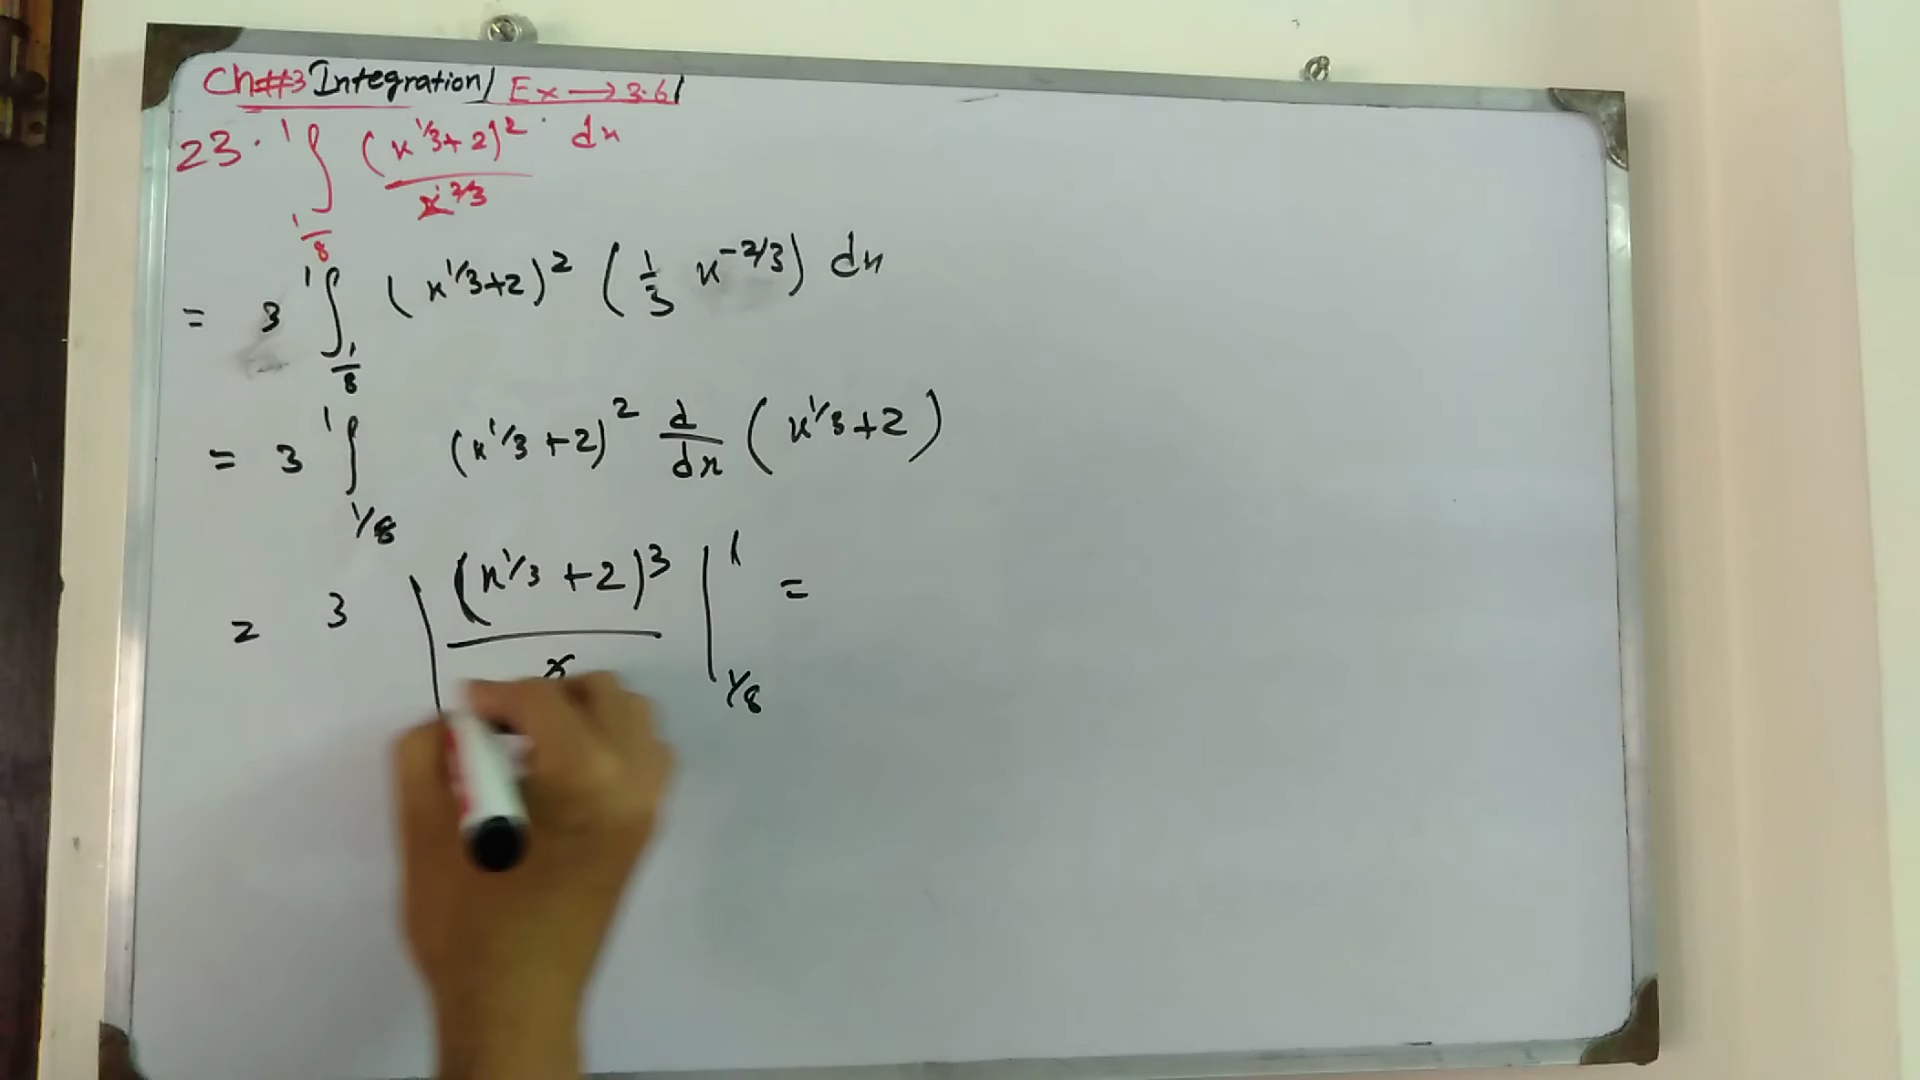 Ch#3 Integration / Ex → 3.6 /
23. ∫_{1/8}^{1} (x^{1/3}+2)^2 / x^{2/3} dx
= 3 ∫_{1/8}^{1} (x^{1/3}+2)^2 (1/3 x^{-2/3}) dx
= 3 ∫_{1/8}^{1} (x^{1/3}+2)^2 d/dx (x^{1/3}+2)
= 3 | (x^{1/3}+2)^3 / 3 |_{1/8}^{1} =